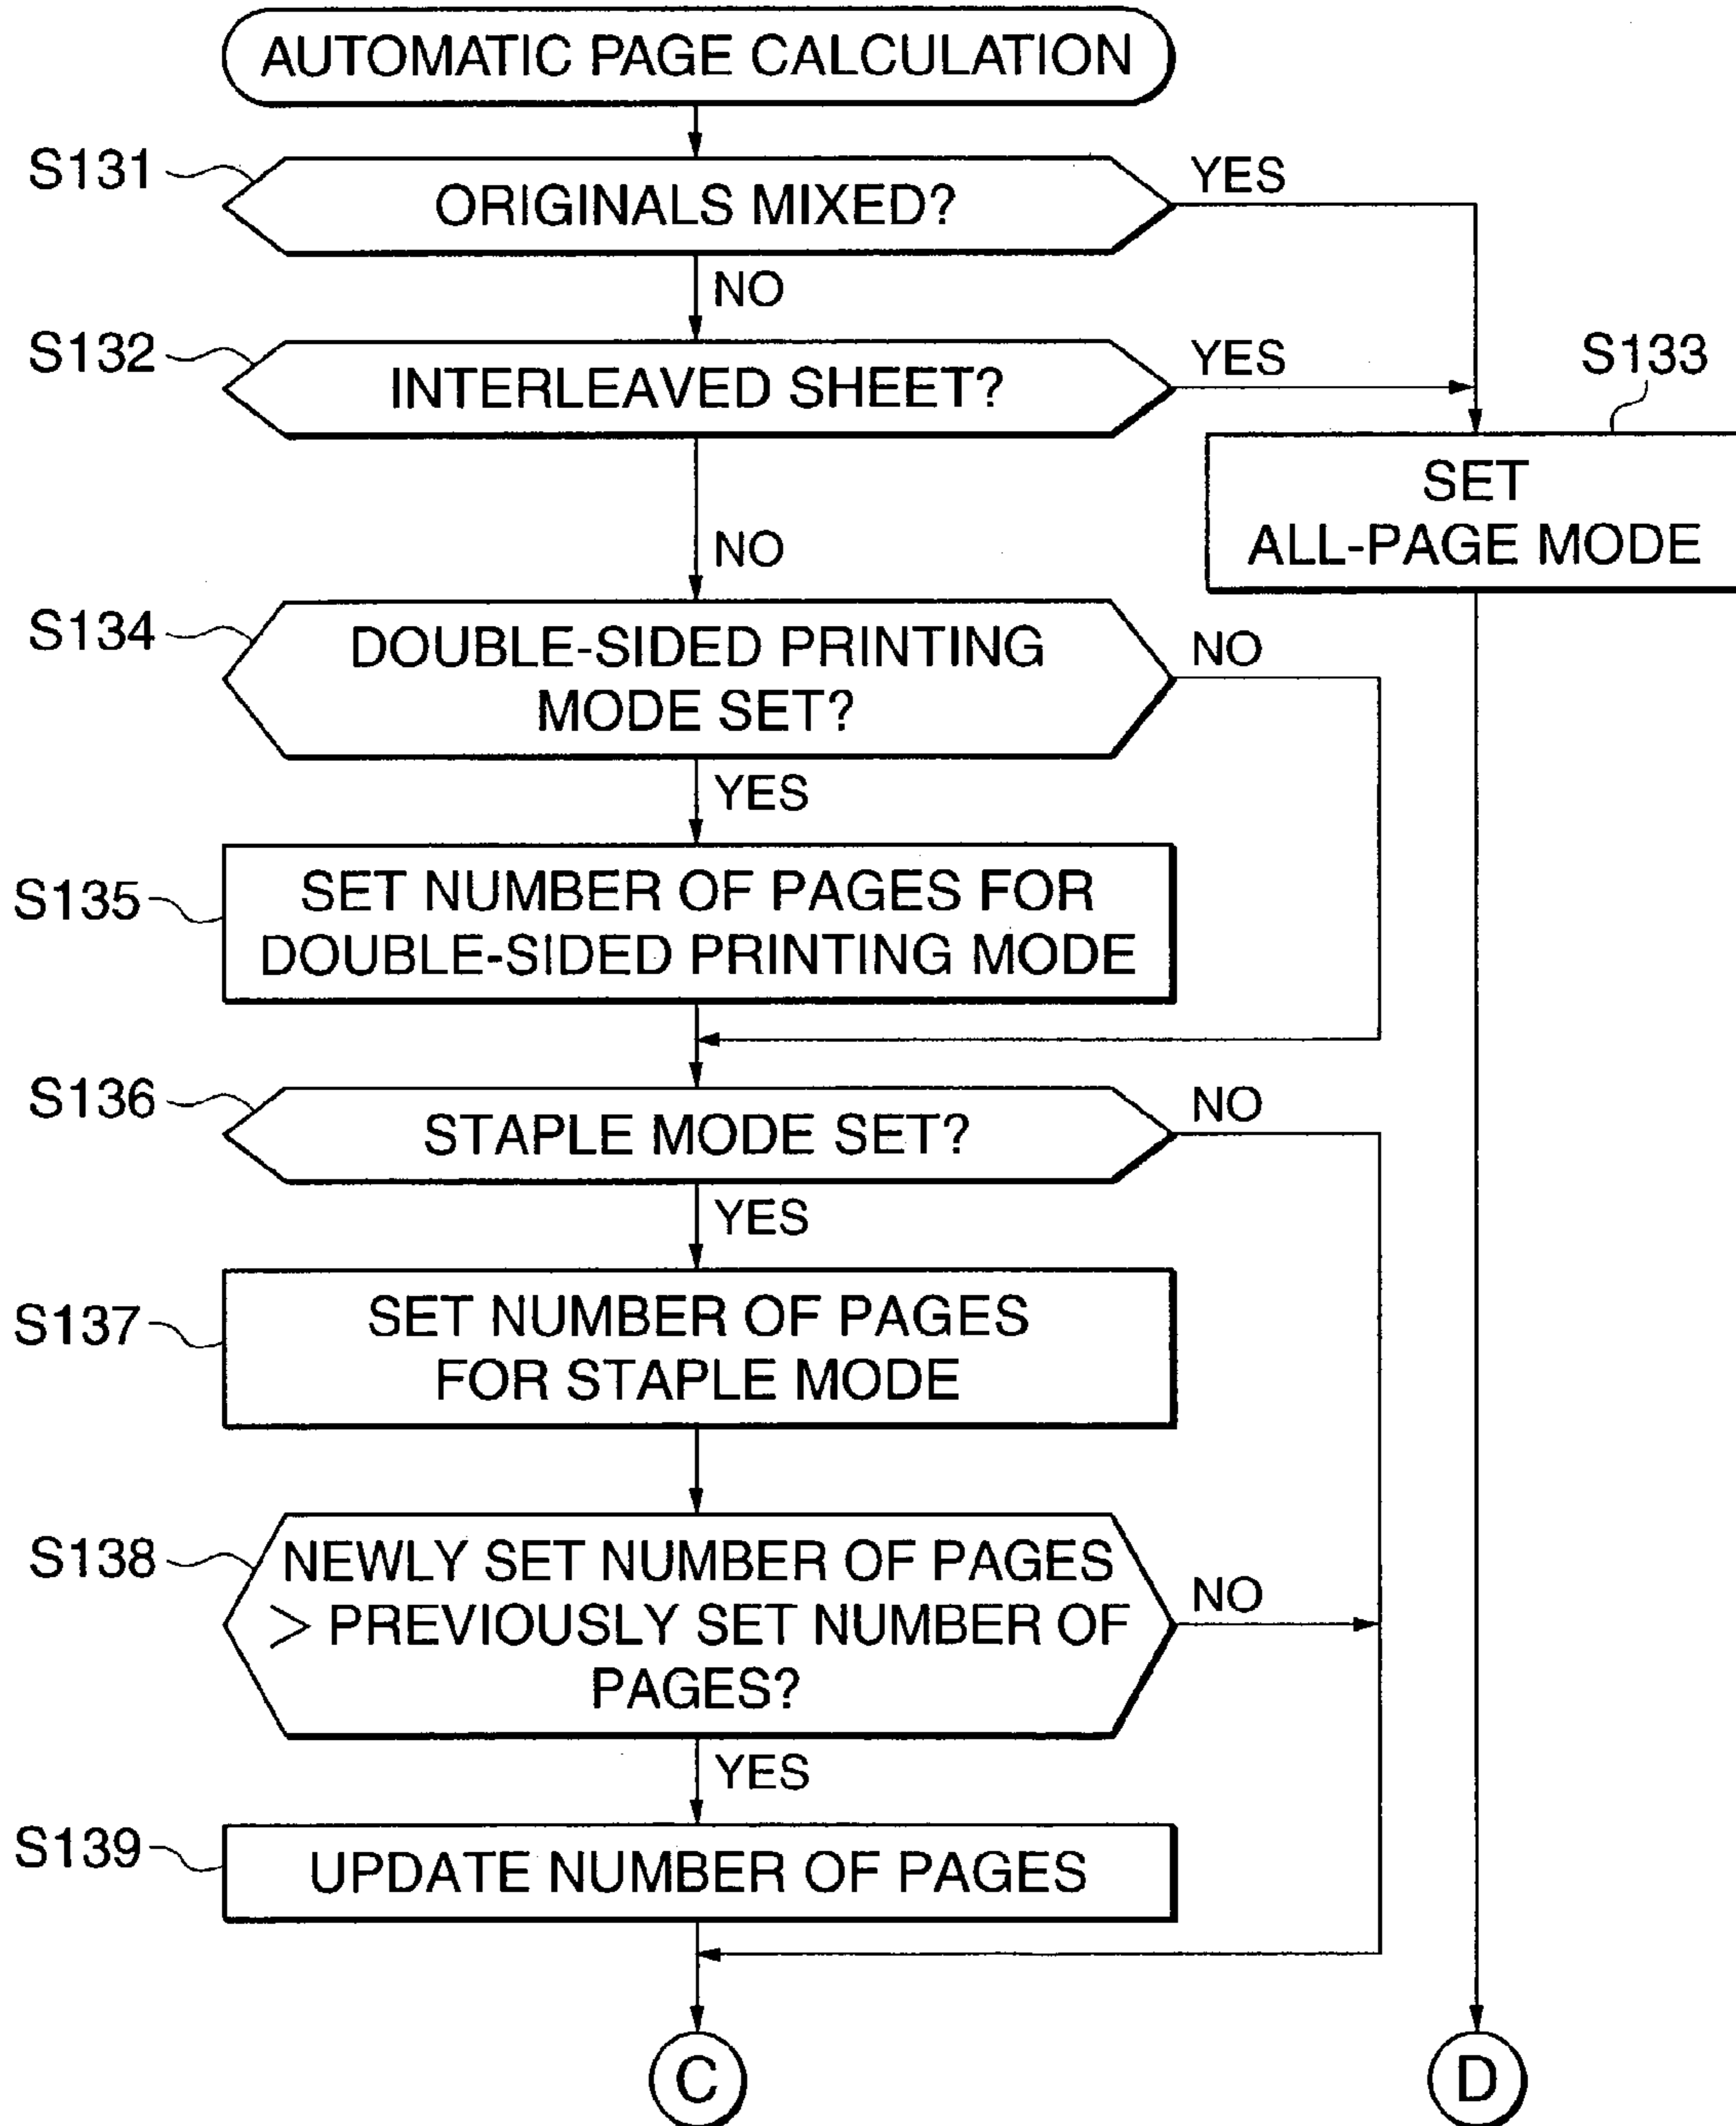 AUTOMATIC PAGE CALCULATION
S131
ORIGINALS MIXED?
YES
NO
S132
INTERLEAVED SHEET?
YES
S133
SET
ALL-PAGE MODE
NO
S134
DOUBLE-SIDED PRINTING
MODE SET?
NO
YES
S135
SET NUMBER OF PAGES FOR
DOUBLE-SIDED PRINTING MODE
S136
STAPLE MODE SET?
NO
YES
S137
SET NUMBER OF PAGES
FOR STAPLE MODE
S138
NEWLY SET NUMBER OF PAGES
> PREVIOUSLY SET NUMBER OF
PAGES?
NO
YES
S139
UPDATE NUMBER OF PAGES
C
D